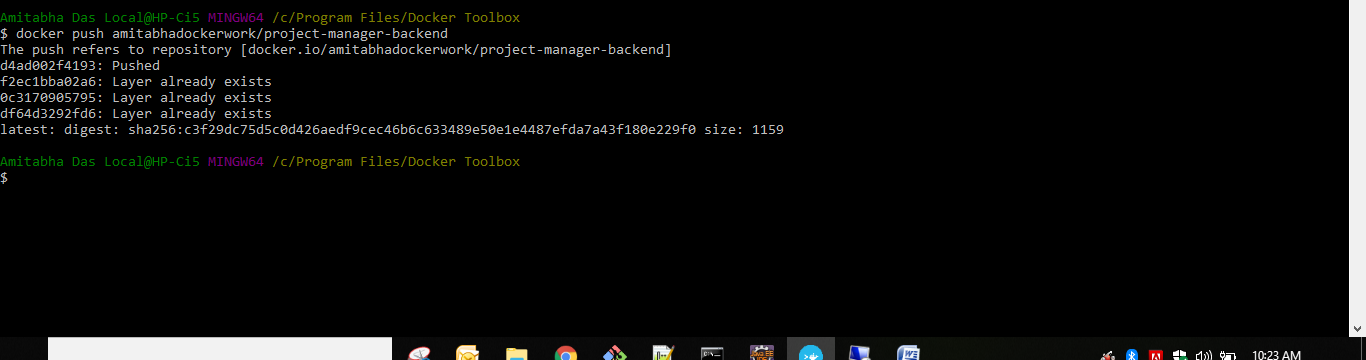 Amitabha Das Local@HP-Ci5 MINGW64 /c/Program Files/Docker Toolbox
$ docker push amitabhadockerwork/project-manager-backend
The push refers to repository [docker.io/amitabhadockerwork/project-manager-backend]
d4ad002f4193: Pushed
f2ec1bba02a6: Layer already exists
0c3170905795: Layer already exists
df64d3292fd6: Layer already exists
latest: digest: sha256:c3f29dc75d5c0d426aedf9cec46b6c633489e50e1e4487efda7a43f180e229f0 size: 1159
Amitabha Das Local@HP-Ci5 MINGW64 /c/Program Files/Docker Toolbox
$
10:23 AM